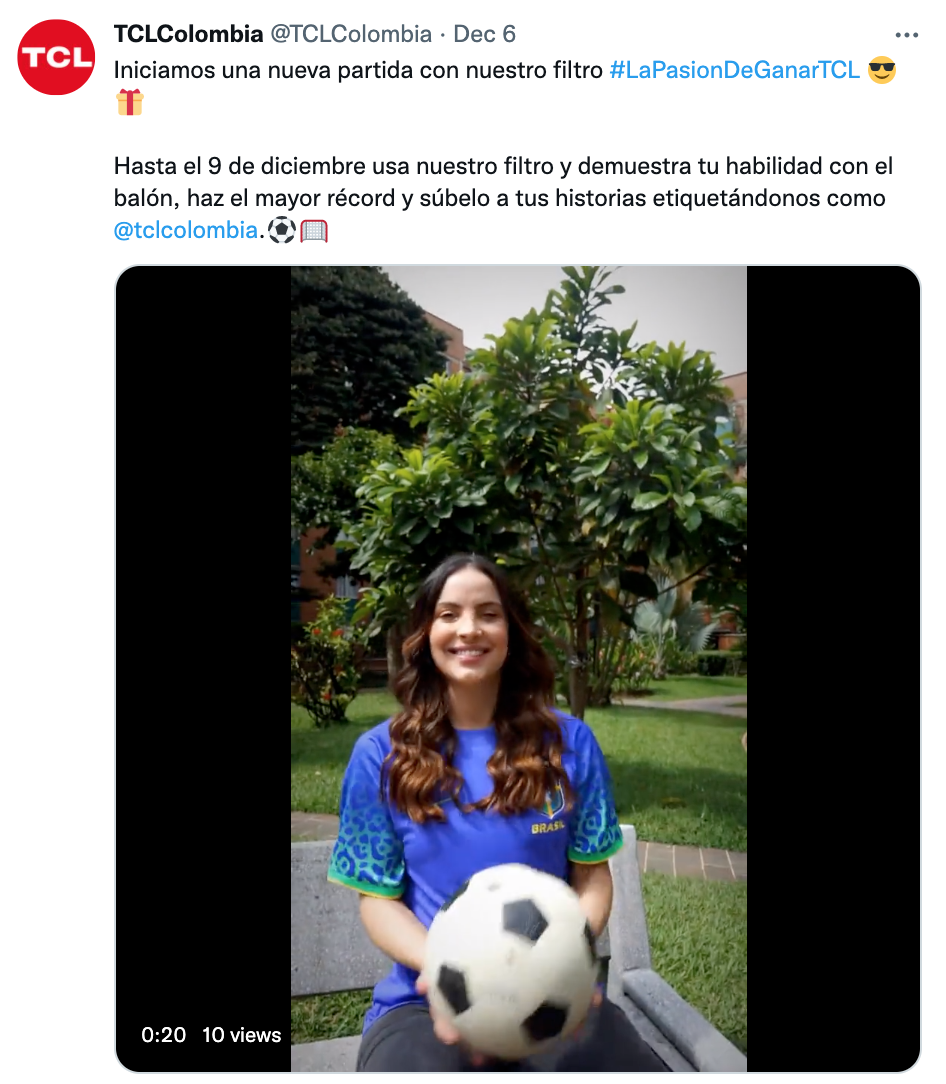 TCL
TCLColombia @TCLColombia · Dec 6
Iniciamos una nueva partida con nuestro filtro #LaPasionDeGanarTCL 😎
🎁
Hasta el 9 de diciembre usa nuestro filtro y demuestra tu habilidad con el
balón, haz el mayor récord y súbelo a tus historias etiquetándonos como
@tclcolombia.⚽🥅
BRASIL
0:20 10 views